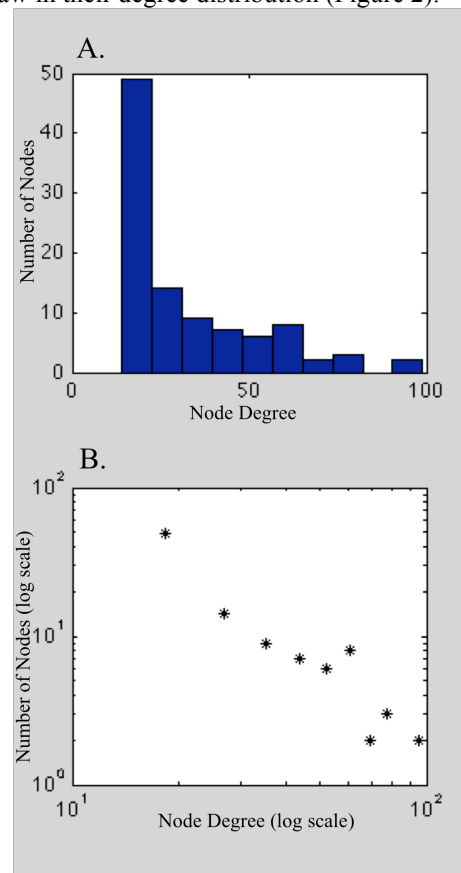 aw in their degree distribution (Figure 2).
A.
50
40
30
20
10
0
Number of Nodes
0 50 100
Node Degree
B.
10^2
10^1
10^0
Number of Nodes (log scale)
10^1 10^2
Node Degree (log scale)